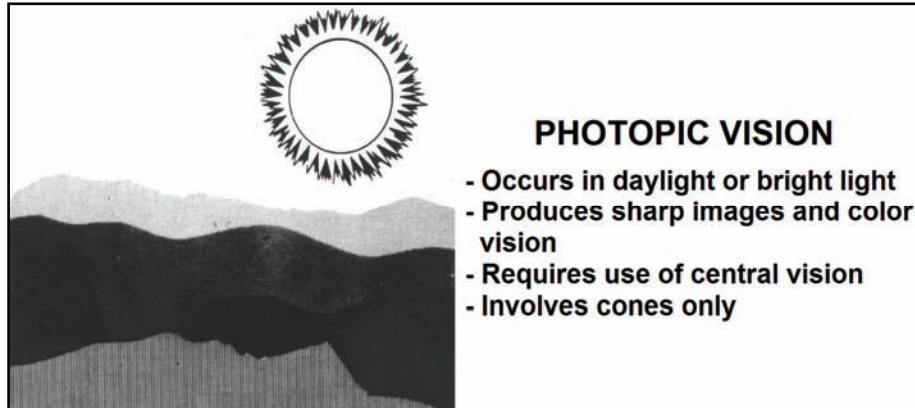 PHOTOPIC VISION
- Occurs in daylight or bright light
- Produces sharp images and color
vision
- Requires use of central vision
- Involves cones only